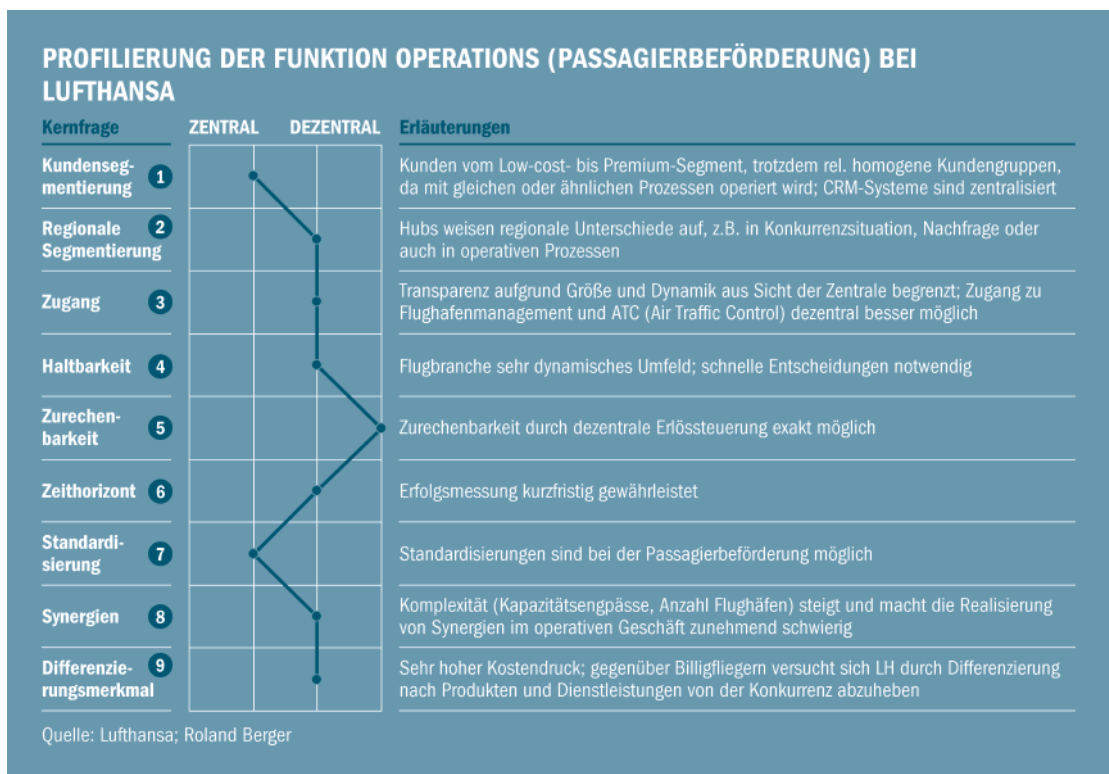 PROFILIERUNG DER FUNKTION OPERATIONS (PASSAGIERBEFÖRDERUNG) BEI
LUFTHANSA
Kernfrage ZENTRAL DEZENTRAL Erläuterungen
Kundenseg-
mentierung 1
Kunden vom Low-cost- bis Premium-Segment, trotzdem rel. homogene Kundengruppen,
da mit gleichen oder ähnlichen Prozessen operiert wird; CRM-Systeme sind zentralisiert
Regionale 2
Segmentierung
Hubs weisen regionale Unterschiede auf, z.B. in Konkurrenzsituation, Nachfrage oder
auch in operativen Prozessen
Zugang 3
Transparenz aufgrund Größe und Dynamik aus Sicht der Zentrale begrenzt; Zugang zu
Flughafenmanagement und ATC (Air Traffic Control) dezentral besser möglich
Haltbarkeit 4
Flugbranche sehr dynamisches Umfeld; schnelle Entscheidungen notwendig
Zurechen-
barkeit 5
Zurechenbarkeit durch dezentrale Erlössteuerung exakt möglich
Zeithorizont 6
Erfolgsmessung kurzfristig gewährleistet
Standardi-
sierung 7
Standardisierungen sind bei der Passagierbeförderung möglich
Synergien 8
Komplexität (Kapazitätsengpässe, Anzahl Flughäfen) steigt und macht die Realisierung
von Synergien im operativen Geschäft zunehmend schwierig
Differenzie- 9
rungsmerkmal
Sehr hoher Kostendruck; gegenüber Billigfliegern versucht sich LH durch Differenzierung
nach Produkten und Dienstleistungen von der Konkurrenz abzuheben
Quelle: Lufthansa; Roland Berger